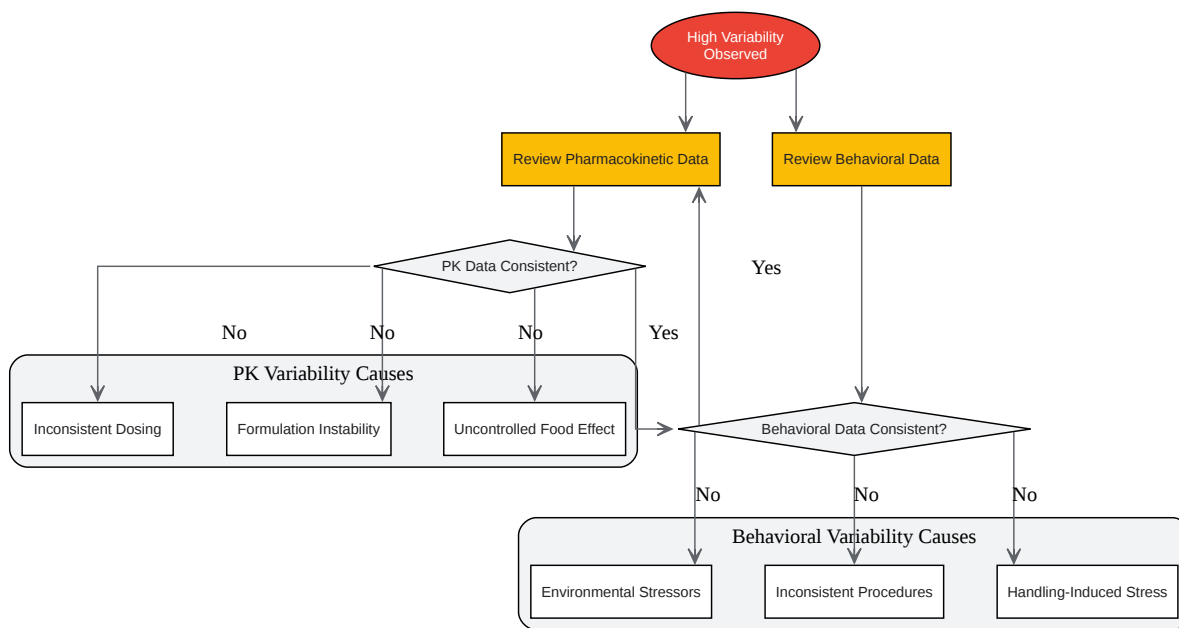 High Variability
Observed
Review Pharmacokinetic Data
Review Behavioral Data
PK Data Consistent?
Yes
No
No
No
Yes
PK Variability Causes
Inconsistent Dosing
Formulation Instability
Uncontrolled Food Effect
Behavioral Data Consistent?
No
No
No
Behavioral Variability Causes
Environmental Stressors
Inconsistent Procedures
Handling-Induced Stress